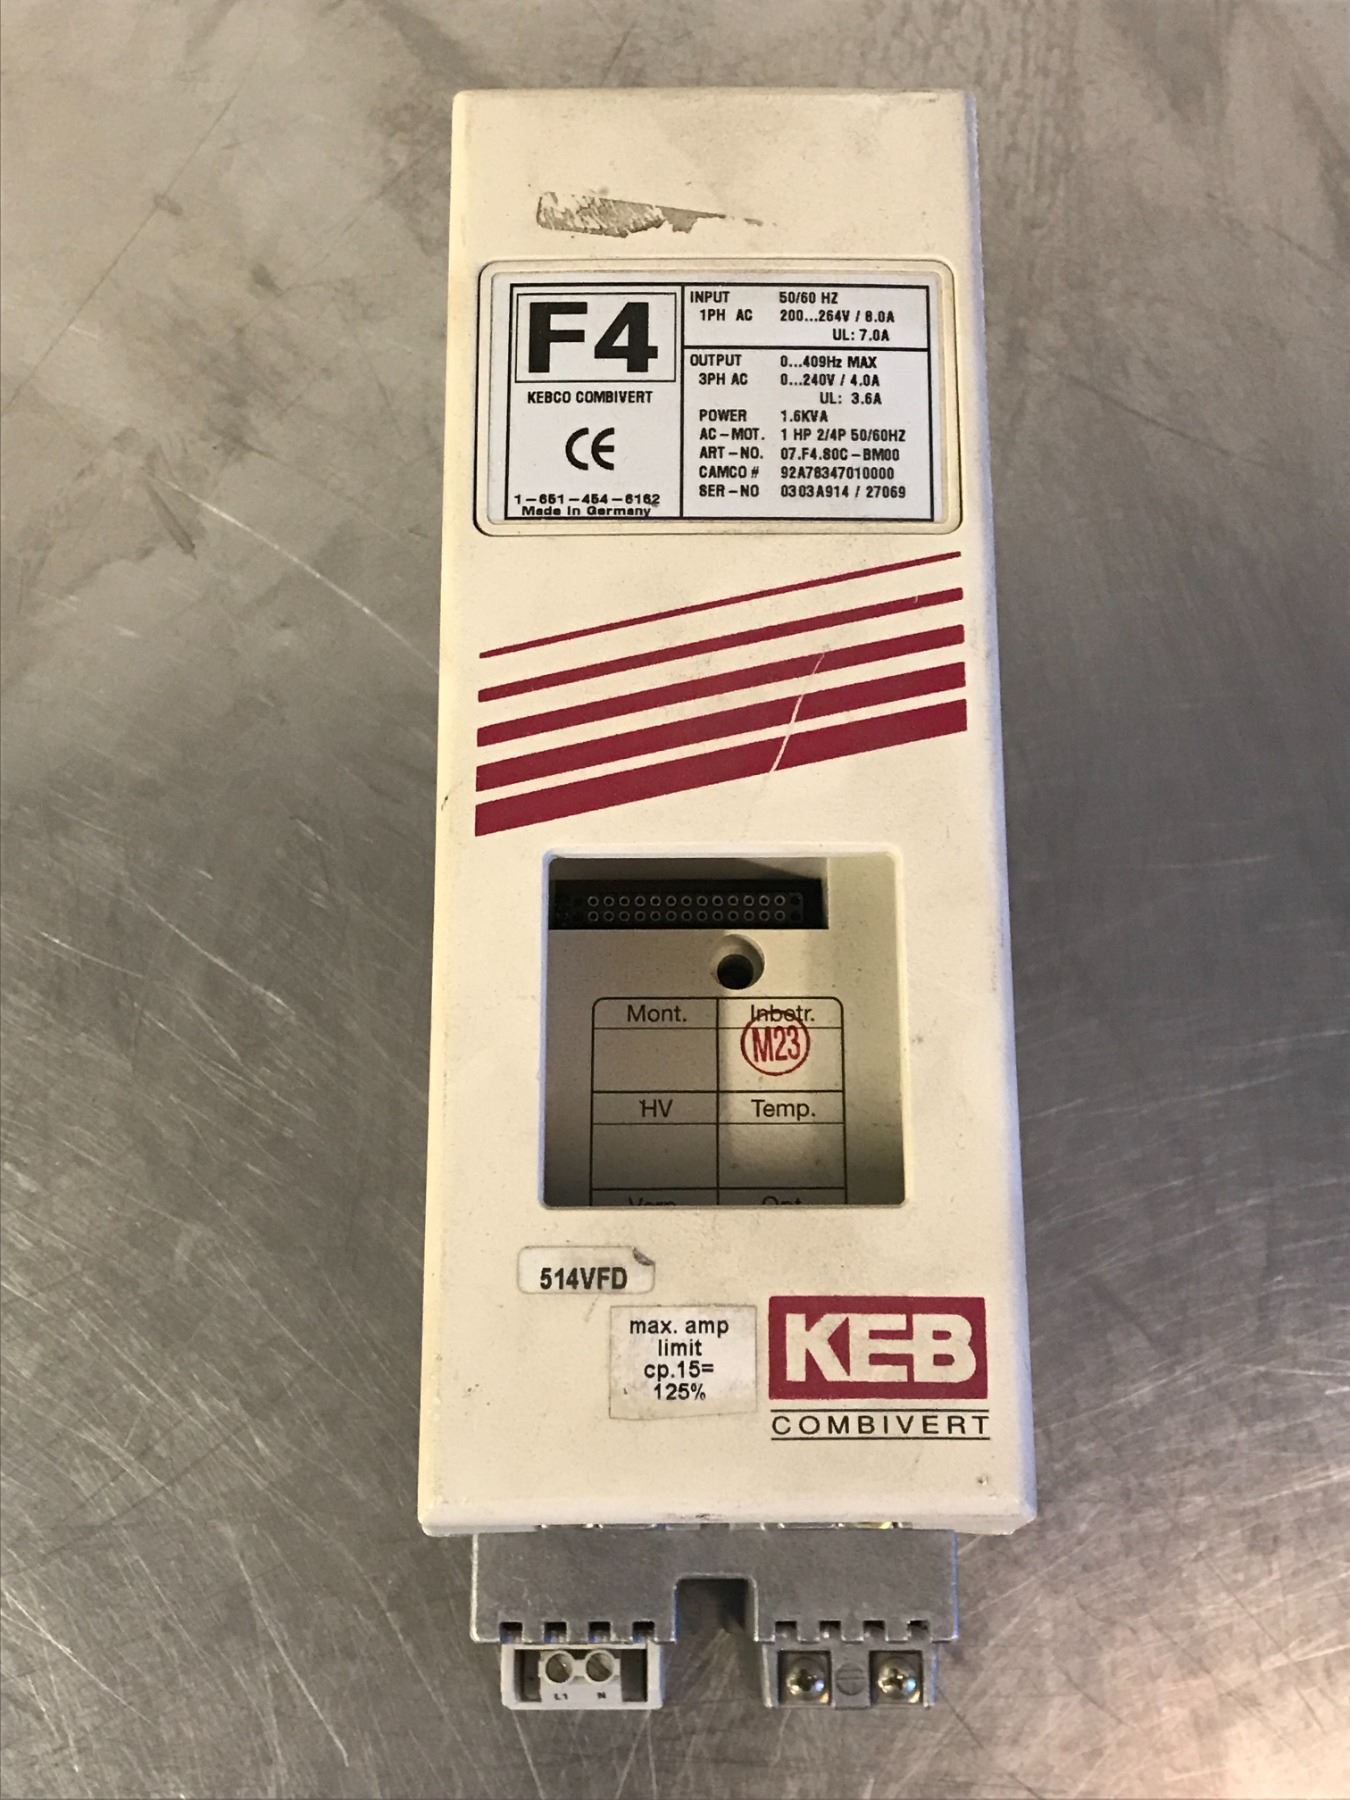 F4
KEBCO COMBIVERT
CE
1-651-454-6162
Made In Germany
INPUT 50/60 HZ
1PH AC 200...264V / 8.0A
UL: 7.0A
OUTPUT 0...409Hz MAX
3PH AC 0...240V / 4.0A
UL: 3.6A
POWER 1.6KVA
AC-MOT. 1 HP 2/4P 50/60HZ
ART-NO. 07.F4.S0C-BM00
CAMCO # 92A78347010000
SER-NO 0303A914 / 27069
Mont. Inbetr.
M23
HV Temp.
514VFD
max. amp
limit
cp.15=
125%
KEB
COMBIVERT
L1 N